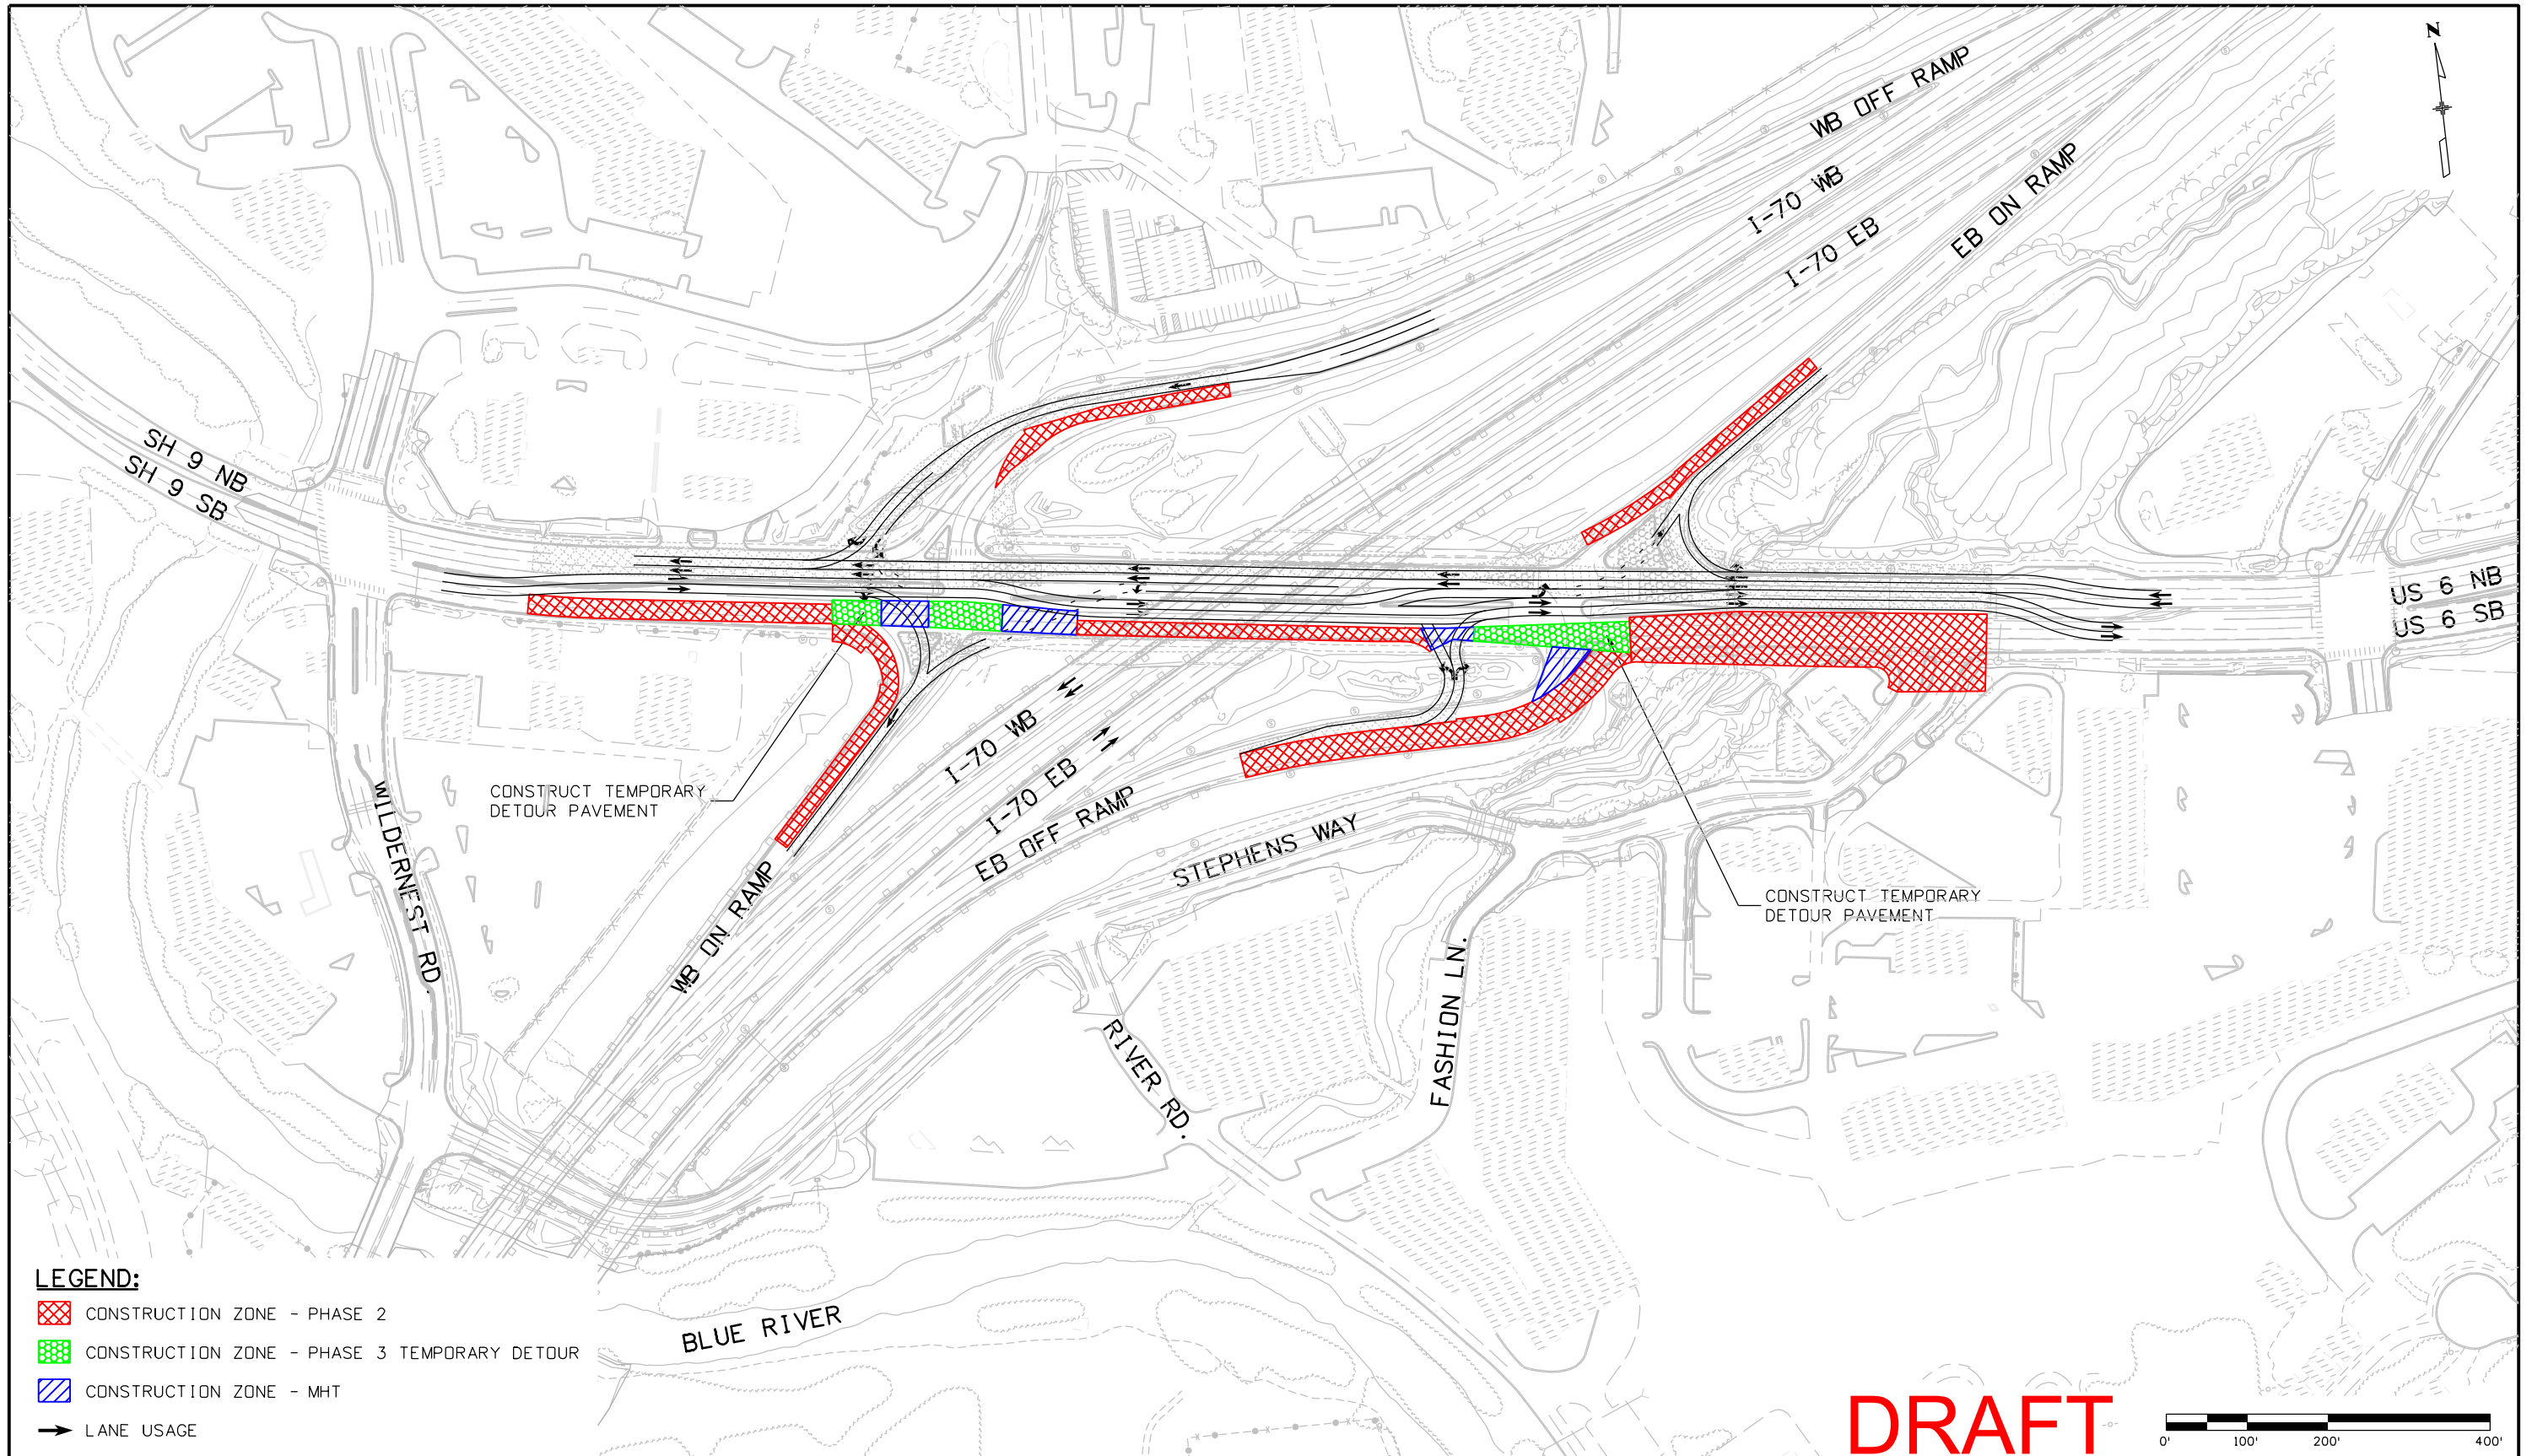 N
WB OFF RAMP
I-70 WB
EB ON RAMP
I-70 EB
SH 9 NB
SH 9 SB
US 6 NB
US 6 SB
I-70 WB
I-70 EB
EB OFF RAMP
CONSTRUCT TEMPORARY
DETOUR PAVEMENT
WILDERNEST RD.
WB ON RAMP
STEPHENS WAY
CONSTRUCT TEMPORARY
DETOUR PAVEMENT
FASHION LN.
RIVER RD.
BLUE RIVER
LEGEND:
CONSTRUCTION ZONE - PHASE 2
CONSTRUCTION ZONE - PHASE 3 TEMPORARY DETOUR
CONSTRUCTION ZONE - MHT
LANE USAGE
DRAFT
0' 100' 200' 400'